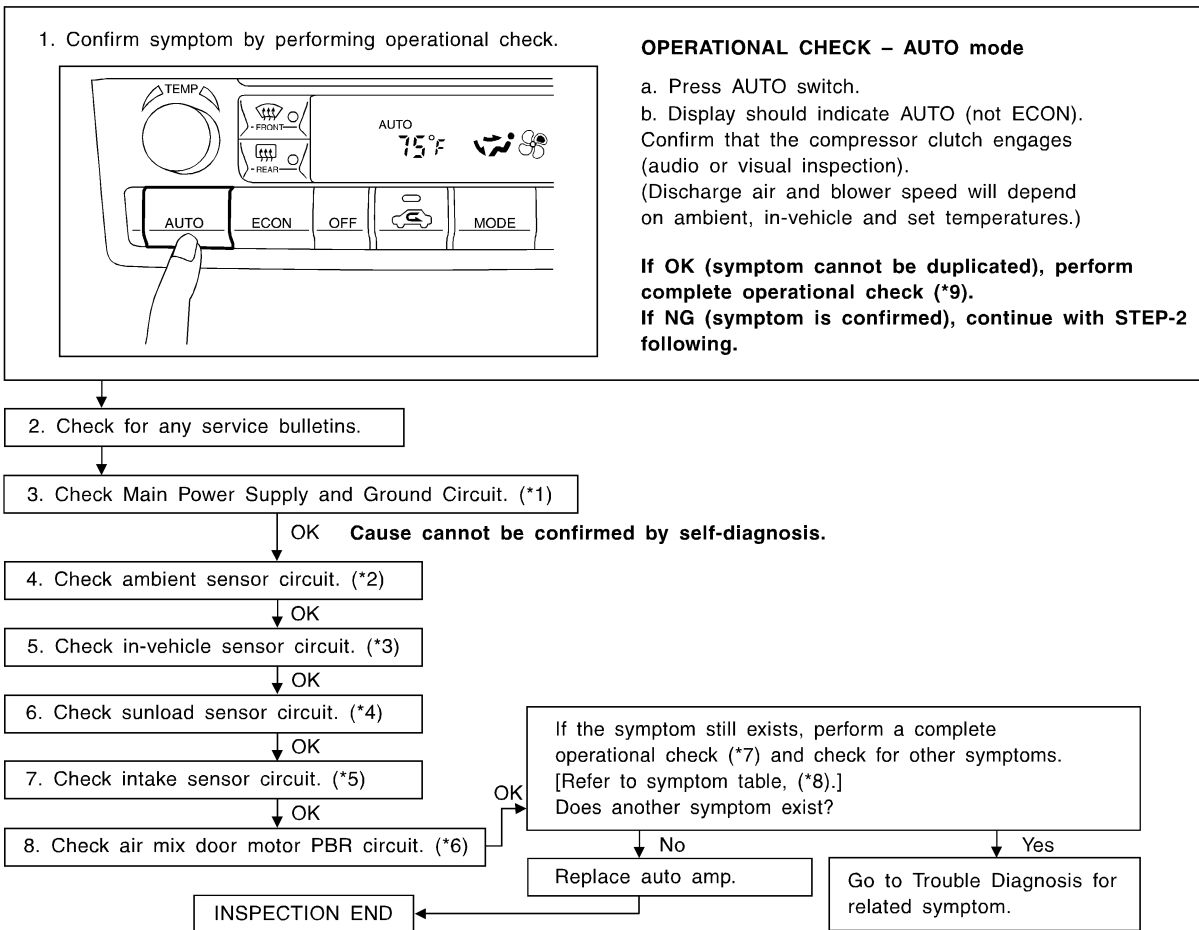 1. Confirm symptom by performing operational check.
TEMP
FRONT
REAR
AUTO
75°F
AUTO
ECON
OFF
MODE
OPERATIONAL CHECK – AUTO mode
a. Press AUTO switch.
b. Display should indicate AUTO (not ECON).
Confirm that the compressor clutch engages
(audio or visual inspection).
(Discharge air and blower speed will depend
on ambient, in-vehicle and set temperatures.)
If OK (symptom cannot be duplicated), perform
complete operational check (*9).
If NG (symptom is confirmed), continue with STEP-2
following.
2. Check for any service bulletins.
3. Check Main Power Supply and Ground Circuit. (*1)
OK
Cause cannot be confirmed by self-diagnosis.
4. Check ambient sensor circuit. (*2)
OK
5. Check in-vehicle sensor circuit. (*3)
OK
6. Check sunload sensor circuit. (*4)
OK
7. Check intake sensor circuit. (*5)
OK
8. Check air mix door motor PBR circuit. (*6)
OK
If the symptom still exists, perform a complete
operational check (*7) and check for other symptoms.
[Refer to symptom table, (*8).]
Does another symptom exist?
No
Yes
Replace auto amp.
Go to Trouble Diagnosis for
related symptom.
INSPECTION END